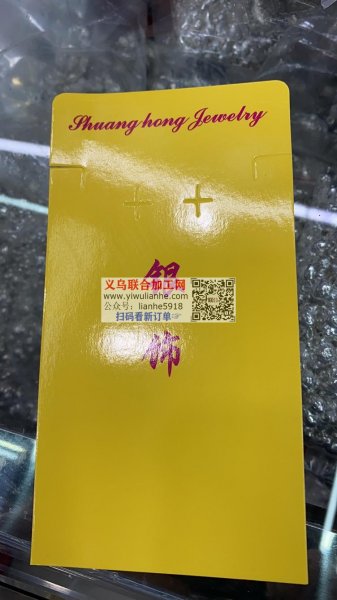 Shuang hong Jewelry
银
义乌联合加工网
www.yiwulianhe.com
公众号：lianhe5918
扫码看新订单☞
饰